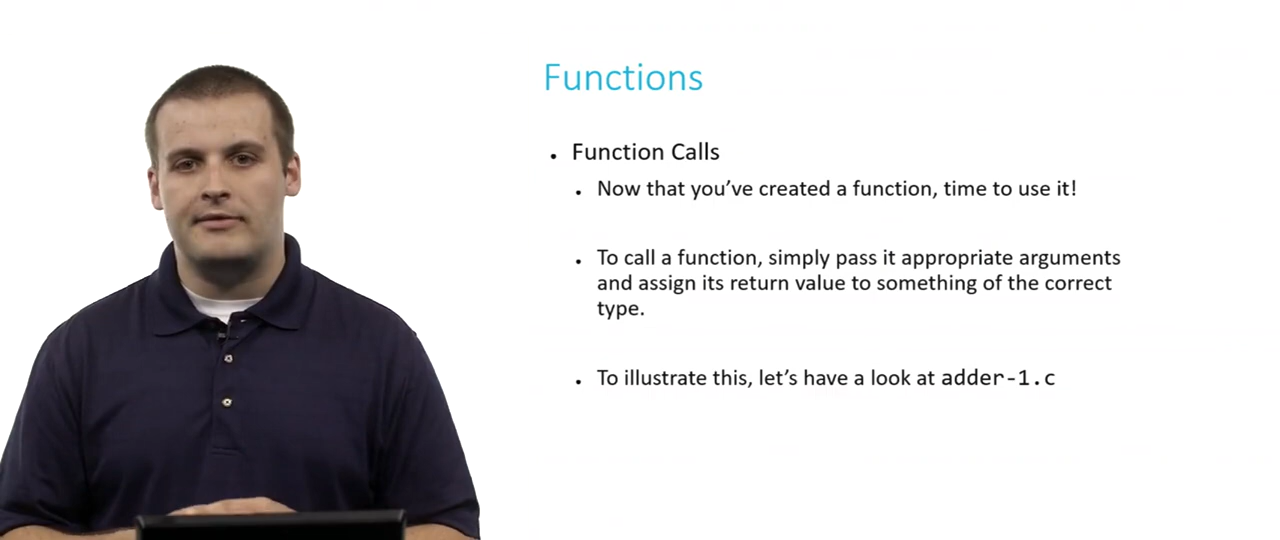 Functions
• Function Calls
• Now that you’ve created a function, time to use it!
• To call a function, simply pass it appropriate arguments
and assign its return value to something of the correct
type.
• To illustrate this, let’s have a look at adder-1.c